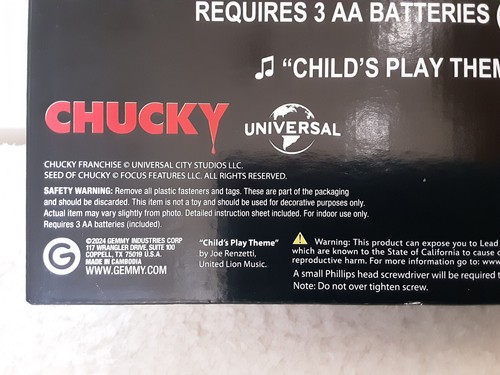 REQUIRES 3 AA BATTERIES
♫ “CHILD’S PLAY
CHUCKY
UNIVERSAL
CHUCKY FRANCHISE © UNIVERSAL CITY STUDIOS LLC.
SEED OF CHUCKY © FOCUS FEATURES LLC. ALL RIGHTS RESERVED.
SAFETY WARNING: Remove all plastic fasteners and tags. These are part of the packaging
and should be discarded. This item is not a toy and should be used for decorative purposes only.
Actual item may vary slightly from photo. Detailed instruction sheet included. For indoor use only.
Requires 3 AA batteries (included).
G
©2024 GEMMY INDUSTRIES CORP
117 WRANGLER DRIVE, SUITE 100
COPPELL, TX 75019 U.S.A.
MADE IN CAMBODIA
WWW.GEMMY.COM
“Child’s Play Theme”
by Joe Renzetti,
United Lion Music.
⚠ Warning: This product can expose you to Lead
which are known to the State of California to cause
reproductive harm. For more information go to:
A small Phillips head screwdriver will be required
Note: Do not over tighten screw.